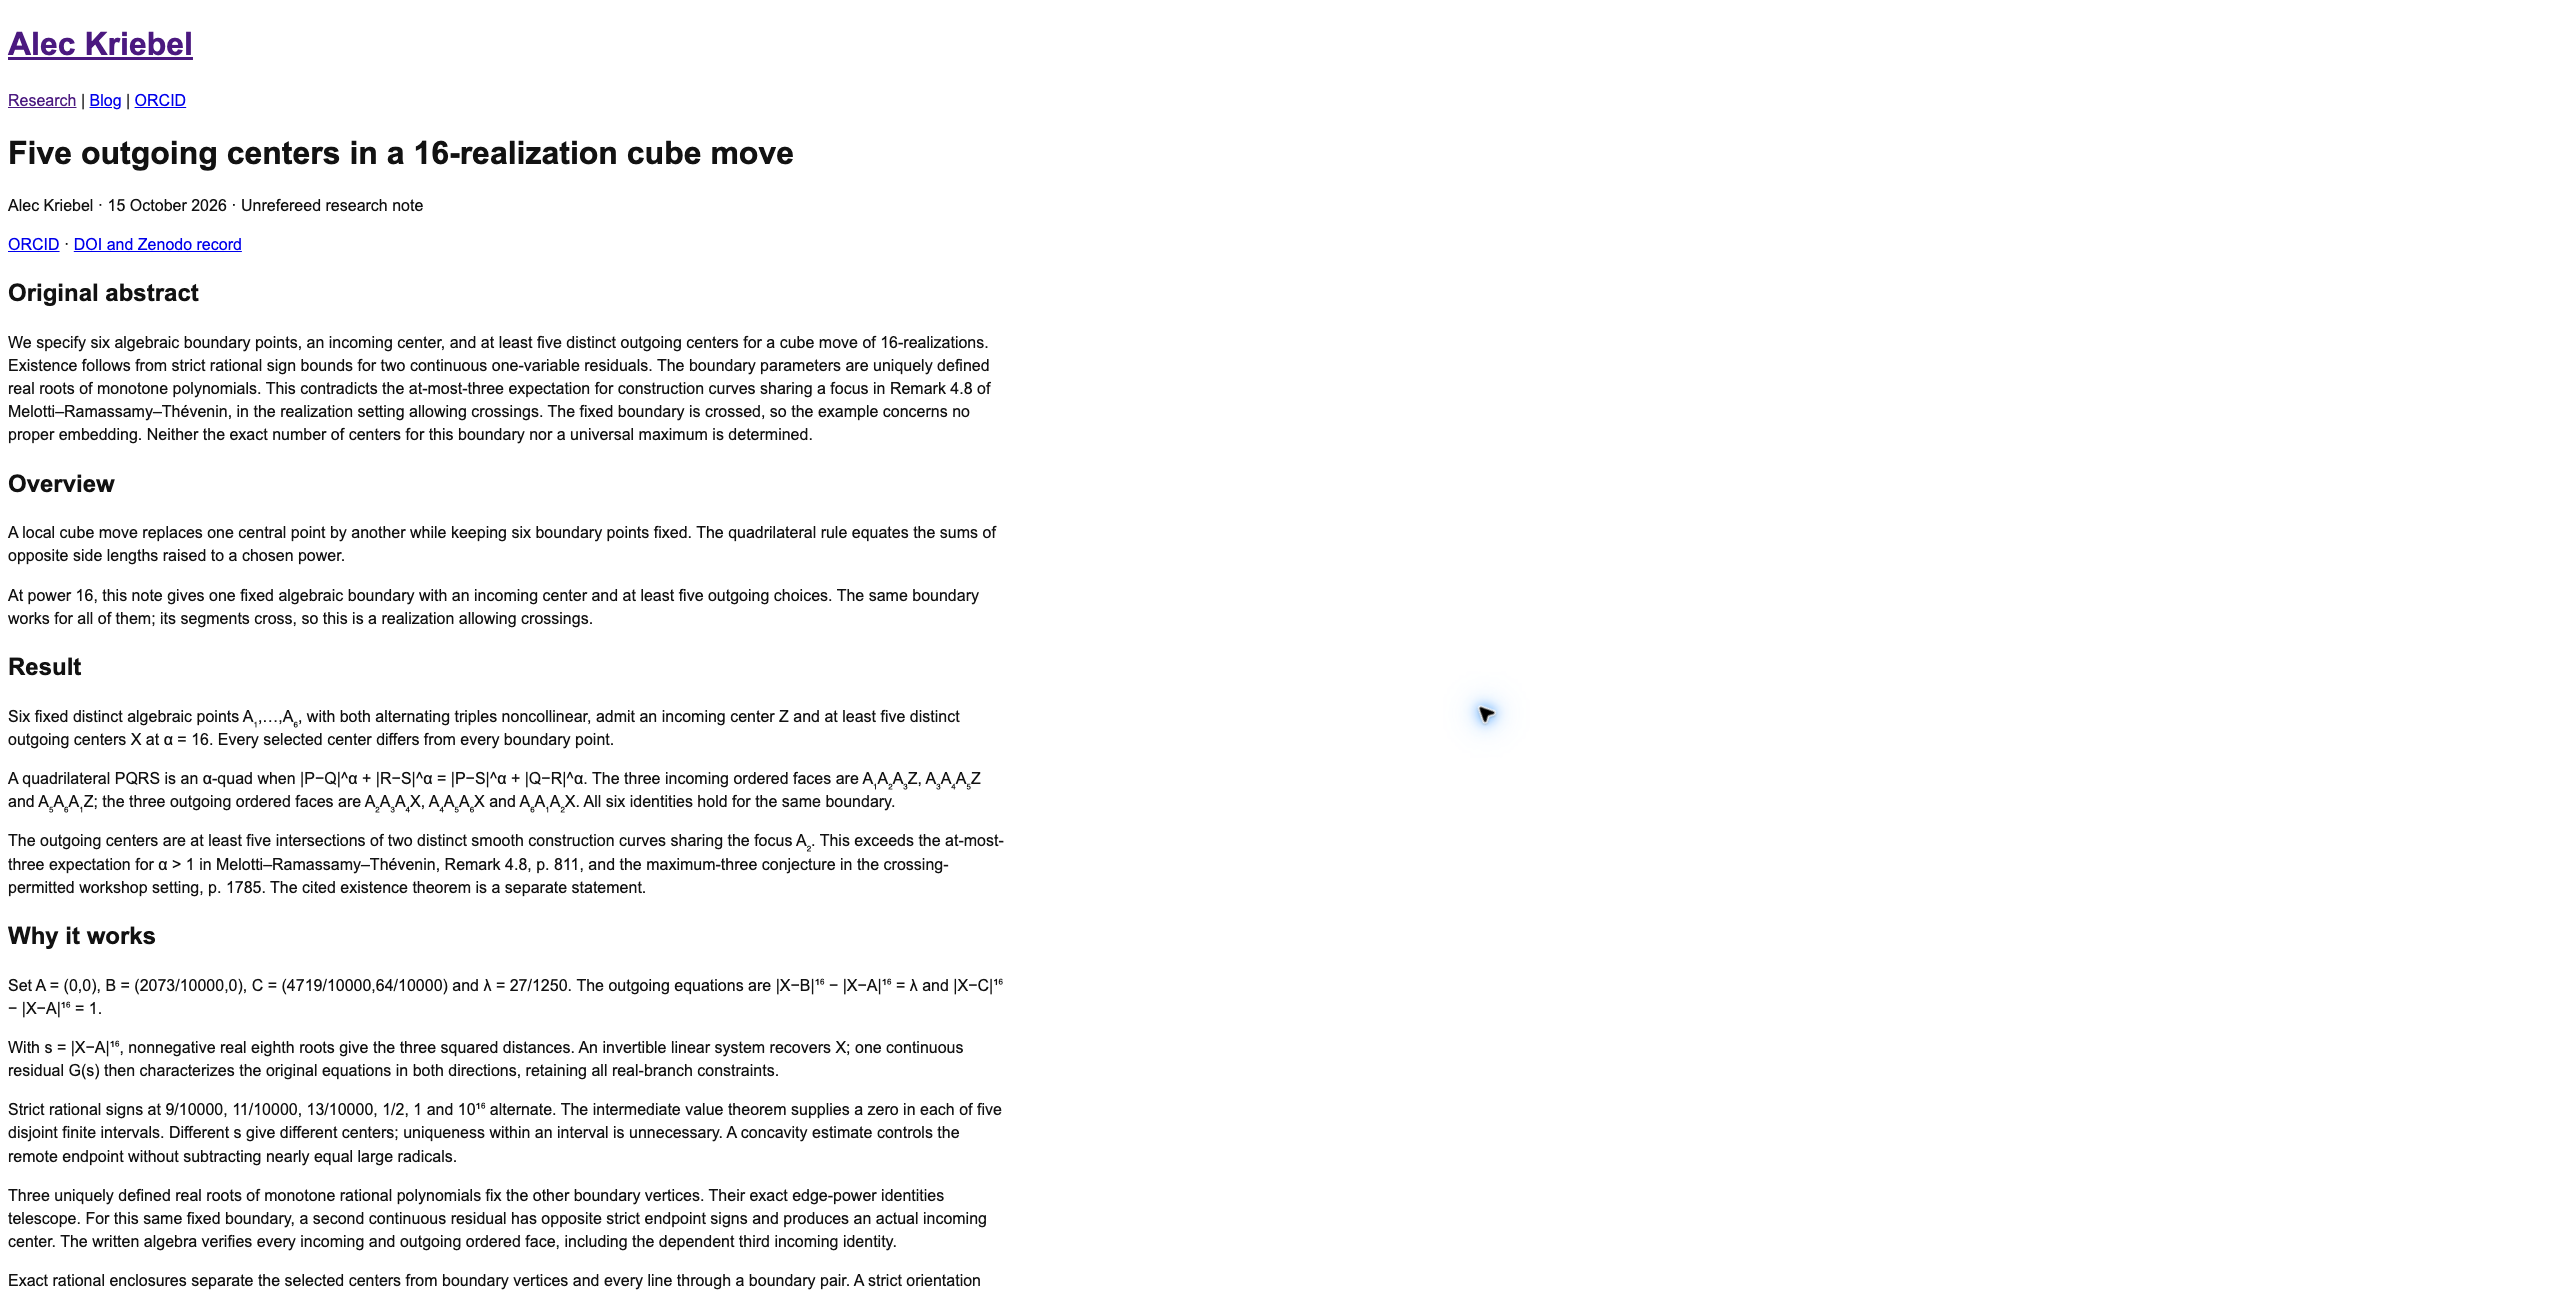 Alec Kriebel
Research | Blog | ORCID
Five outgoing centers in a 16-realization cube move
Alec Kriebel · 15 October 2026 · Unrefereed research note
ORCID · DOI and Zenodo record
Original abstract
We specify six algebraic boundary points, an incoming center, and at least five distinct outgoing centers for a cube move of 16-realizations.
Existence follows from strict rational sign bounds for two continuous one-variable residuals. The boundary parameters are uniquely defined
real roots of monotone polynomials. This contradicts the at-most-three expectation for construction curves sharing a focus in Remark 4.8 of
Melotti–Ramassamy–Thévenin, in the realization setting allowing crossings. The fixed boundary is crossed, so the example concerns no
proper embedding. Neither the exact number of centers for this boundary nor a universal maximum is determined.
Overview
A local cube move replaces one central point by another while keeping six boundary points fixed. The quadrilateral rule equates the sums of
opposite side lengths raised to a chosen power.
At power 16, this note gives one fixed algebraic boundary with an incoming center and at least five outgoing choices. The same boundary
works for all of them; its segments cross, so this is a realization allowing crossings.
Result
Six fixed distinct algebraic points A₁,…,A₆, with both alternating triples noncollinear, admit an incoming center Z and at least five distinct
outgoing centers X at α = 16. Every selected center differs from every boundary point.
A quadrilateral PQRS is an α-quad when |P−Q|^α + |R−S|^α = |P−S|^α + |Q−R|^α. The three incoming ordered faces are A₁A₂A₃Z, A₃A₄A₅Z
and A₅A₆A₁Z; the three outgoing ordered faces are A₂A₃A₄X, A₄A₅A₆X and A₆A₁A₂X. All six identities hold for the same boundary.
The outgoing centers are at least five intersections of two distinct smooth construction curves sharing the focus A₂. This exceeds the at-most-
three expectation for α > 1 in Melotti–Ramassamy–Thévenin, Remark 4.8, p. 811, and the maximum-three conjecture in the crossing-
permitted workshop setting, p. 1785. The cited existence theorem is a separate statement.
Why it works
Set A = (0,0), B = (2073/10000,0), C = (4719/10000,64/10000) and λ = 27/1250. The outgoing equations are |X−B|¹⁶ − |X−A|¹⁶ = λ and |X−C|¹⁶
− |X−A|¹⁶ = 1.
With s = |X−A|¹⁶, nonnegative real eighth roots give the three squared distances. An invertible linear system recovers X; one continuous
residual G(s) then characterizes the original equations in both directions, retaining all real-branch constraints.
Strict rational signs at 9/10000, 11/10000, 13/10000, 1/2, 1 and 10¹⁶ alternate. The intermediate value theorem supplies a zero in each of five
disjoint finite intervals. Different s give different centers; uniqueness within an interval is unnecessary. A concavity estimate controls the
remote endpoint without subtracting nearly equal large radicals.
Three uniquely defined real roots of monotone rational polynomials fix the other boundary vertices. Their exact edge-power identities
telescope. For this same fixed boundary, a second continuous residual has opposite strict endpoint signs and produces an actual incoming
center. The written algebra verifies every incoming and outgoing ordered face, including the dependent third incoming identity.
Exact rational enclosures separate the selected centers from boundary vertices and every line through a boundary pair. A strict orientation